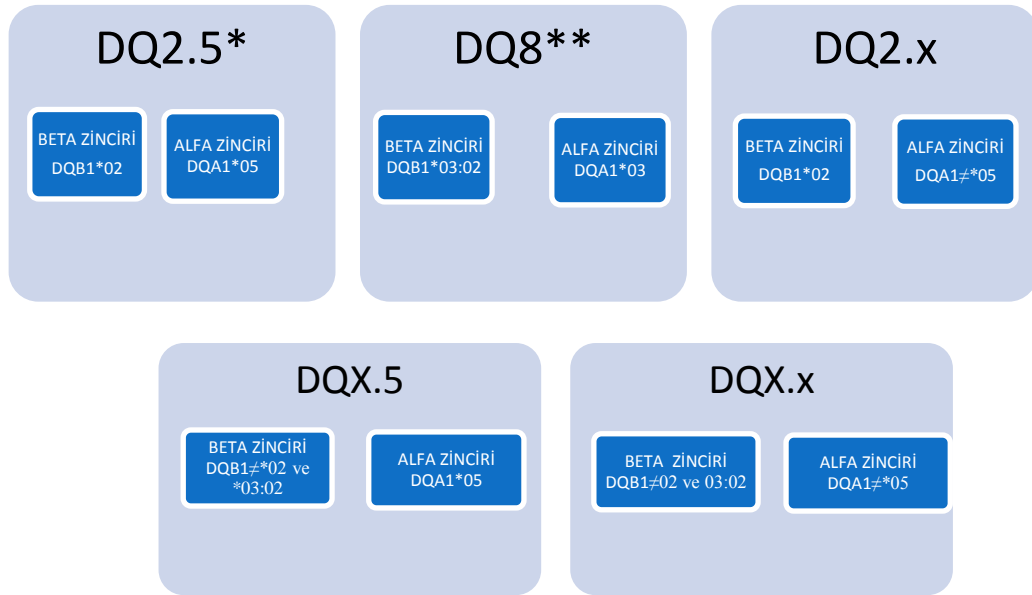 DQ2.5*
BETA ZİNCİRİ
DQB1*02
ALFA ZİNCİRİ
DQA1*05
DQ8**
BETA ZİNCİRİ
DQB1*03:02
ALFA ZİNCİRİ
DQA1*03
DQ2.x
BETA ZİNCİRİ
DQB1*02
ALFA ZİNCİRİ
DQA1≠*05
DQX.5
BETA ZİNCİRİ
DQB1≠*02 ve
*03:02
ALFA ZİNCİRİ
DQA1*05
DQX.x
BETA ZİNCİRİ
DQB1≠02 ve 03:02
ALFA ZİNCİRİ
DQA1≠*05